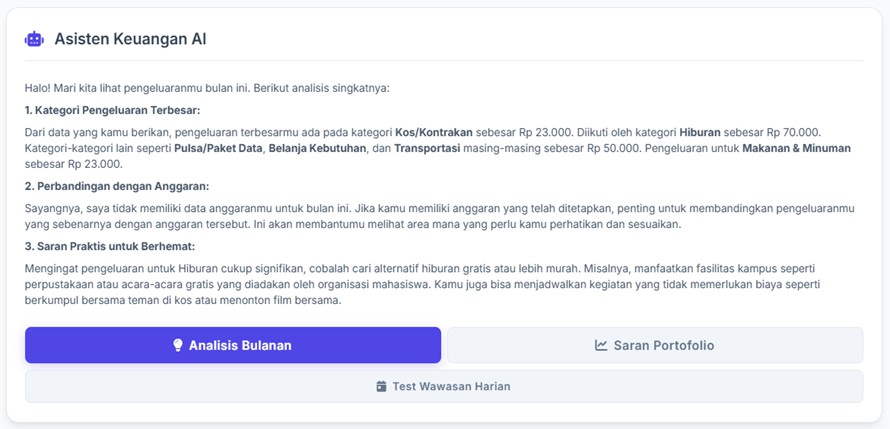 Asisten Keuangan AI
Halo! Mari kita lihat pengeluaranmu bulan ini. Berikut analisis singkatnya:
1. Kategori Pengeluaran Terbesar:
Dari data yang kamu berikan, pengeluaran terbesarmu ada pada kategori Kos/Kontrakan sebesar Rp 23.000. Diikuti oleh kategori Hiburan sebesar Rp 70.000.
Kategori-kategori lain seperti Pulsa/Paket Data, Belanja Kebutuhan, dan Transportasi masing-masing sebesar Rp 50.000. Pengeluaran untuk Makanan & Minuman
sebesar Rp 23.000.
2. Perbandingan dengan Anggaran:
Sayangnya, saya tidak memiliki data anggaranmu untuk bulan ini. Jika kamu memiliki anggaran yang telah ditetapkan, penting untuk membandingkan pengeluaranmu
yang sebenarnya dengan anggaran tersebut. Ini akan membantumu melihat area mana yang perlu kamu perhatikan dan sesuaikan.
3. Saran Praktis untuk Berhemat:
Mengingat pengeluaran untuk Hiburan cukup signifikan, cobalah cari alternatif hiburan gratis atau lebih murah. Misalnya, manfaatkan fasilitas kampus seperti
perpustakaan atau acara-acara gratis yang diadakan oleh organisasi mahasiswa. Kamu juga bisa menjadwalkan kegiatan yang tidak memerlukan biaya seperti
berkumpul bersama teman di kos atau menonton film bersama.
Analisis Bulanan
Saran Portofolio
Test Wawasan Harian